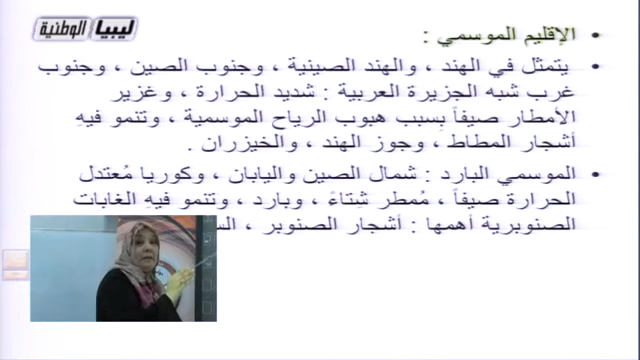 ليبيا الوطنية
• الإقليم الموسمي :
• يتمثل في الهند ، والهند الصينية ، وجنوب الصين ، وجنوب
غرب شبه الجزيرة العربية : شديد الحرارة ، وغزير
الأمطار صيفاً بِسبب هبوب الرياح الموسمية ، وتنمو فيهِ
أشجار المطاط ، وجوز الهند ، والخيزران .
• الموسمي البارد : شمال الصين واليابان ، وكوريا مُعتدل
الحرارة صيفاً ، مُمطر شِتاءً ، وبارد ، وتنمو فيهِ الغابات
الصنوبرية أهمها : أشجار الصنوبر ،